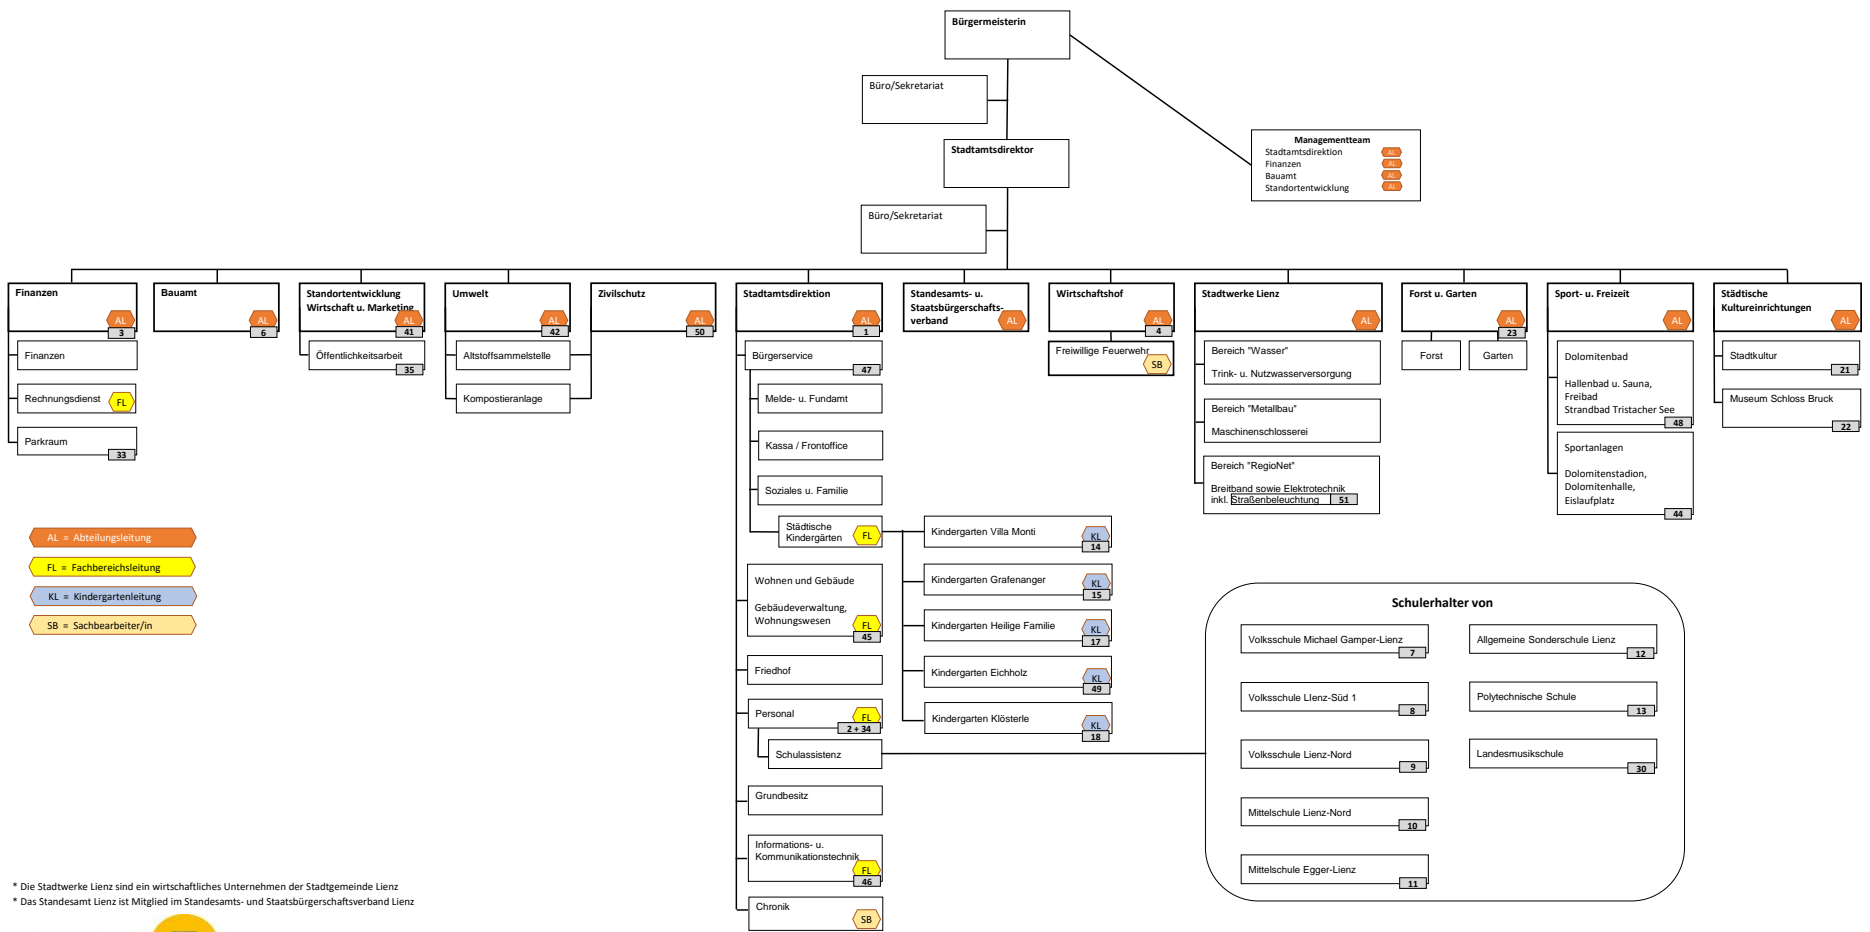 Bürgermeisterin
Büro/Sekretariat
Stadtamtsdirektor
Managementteam
Stadtamtsdirektion AL
Finanzen AL
Bauamt AL
Standortentwicklung AL
Büro/Sekretariat
Finanzen
AL
3
Finanzen
Rechnungsdienst FL
Parkraum
33
Bauamt
AL
6
Standortentwicklung
Wirtschaft u. Marketing
AL
41
Öffentlichkeitsarbeit
35
Umwelt
AL
42
Altstoffsammelstelle
Kompostieranlage
Zivilschutz
AL
50
Stadtamtsdirektion
AL
1
Bürgerservice
47
Melde- u. Fundamt
Kassa / Frontoffice
Soziales u. Familie
Städtische
Kindergärten
FL
Kindergarten Villa Monti
KL
14
Kindergarten Grafenanger
KL
15
Kindergarten Heilige Familie
KL
17
Kindergarten Eichholz
KL
49
Kindergarten Klösterle
KL
18
Wohnen und Gebäude
Gebäudeverwaltung,
Wohnungswesen
FL
45
Friedhof
Personal
FL
2 + 34
Schulassistenz
Grundbesitz
Informations- u.
Kommunikationstechnik
FL
46
Chronik
SB
Standesamts- u.
Staatsbürgerschafts-
verband
AL
Wirtschaftshof
AL
4
Freiwillige Feuerwehr
SB
Stadtwerke Lienz
AL
Bereich "Wasser"
Trink- u. Nutzwasserversorgung
Bereich "Metallbau"
Maschinenschlosserei
Bereich "RegioNet"
Breitband sowie Elektrotechnik
inkl. Straßenbeleuchtung 51
Forst u. Garten
AL
23
Forst
Garten
Sport- u. Freizeit
AL
Dolomitenbad
Hallenbad u. Sauna,
Freibad
Strandbad Tristacher See
48
Sportanlagen
Dolomitenstadion,
Dolomitenhalle,
Eislaufplatz
44
Städtische
Kultureinrichtungen
AL
Stadtkultur
21
Museum Schloss Bruck
22
AL = Abteilungsleitung
FL = Fachbereichsleitung
KL = Kindergartenleitung
SB = Sachbearbeiter/in
Schulerhalter von
Volksschule Michael Gamper-Lienz
7
Volksschule LIenz-Süd 1
8
Volksschule Lienz-Nord
9
Mittelschule Lienz-Nord
10
Mittelschule Egger-Lienz
11
Allgemeine Sonderschule Lienz
12
Polytechnische Schule
13
Landesmusikschule
30
* Die Stadtwerke Lienz sind ein wirtschaftliches Unternehmen der Stadtgemeinde Lienz
* Das Standesamt Lienz ist Mitglied im Standesamts- und Staatsbürgerschaftsverband Lienz